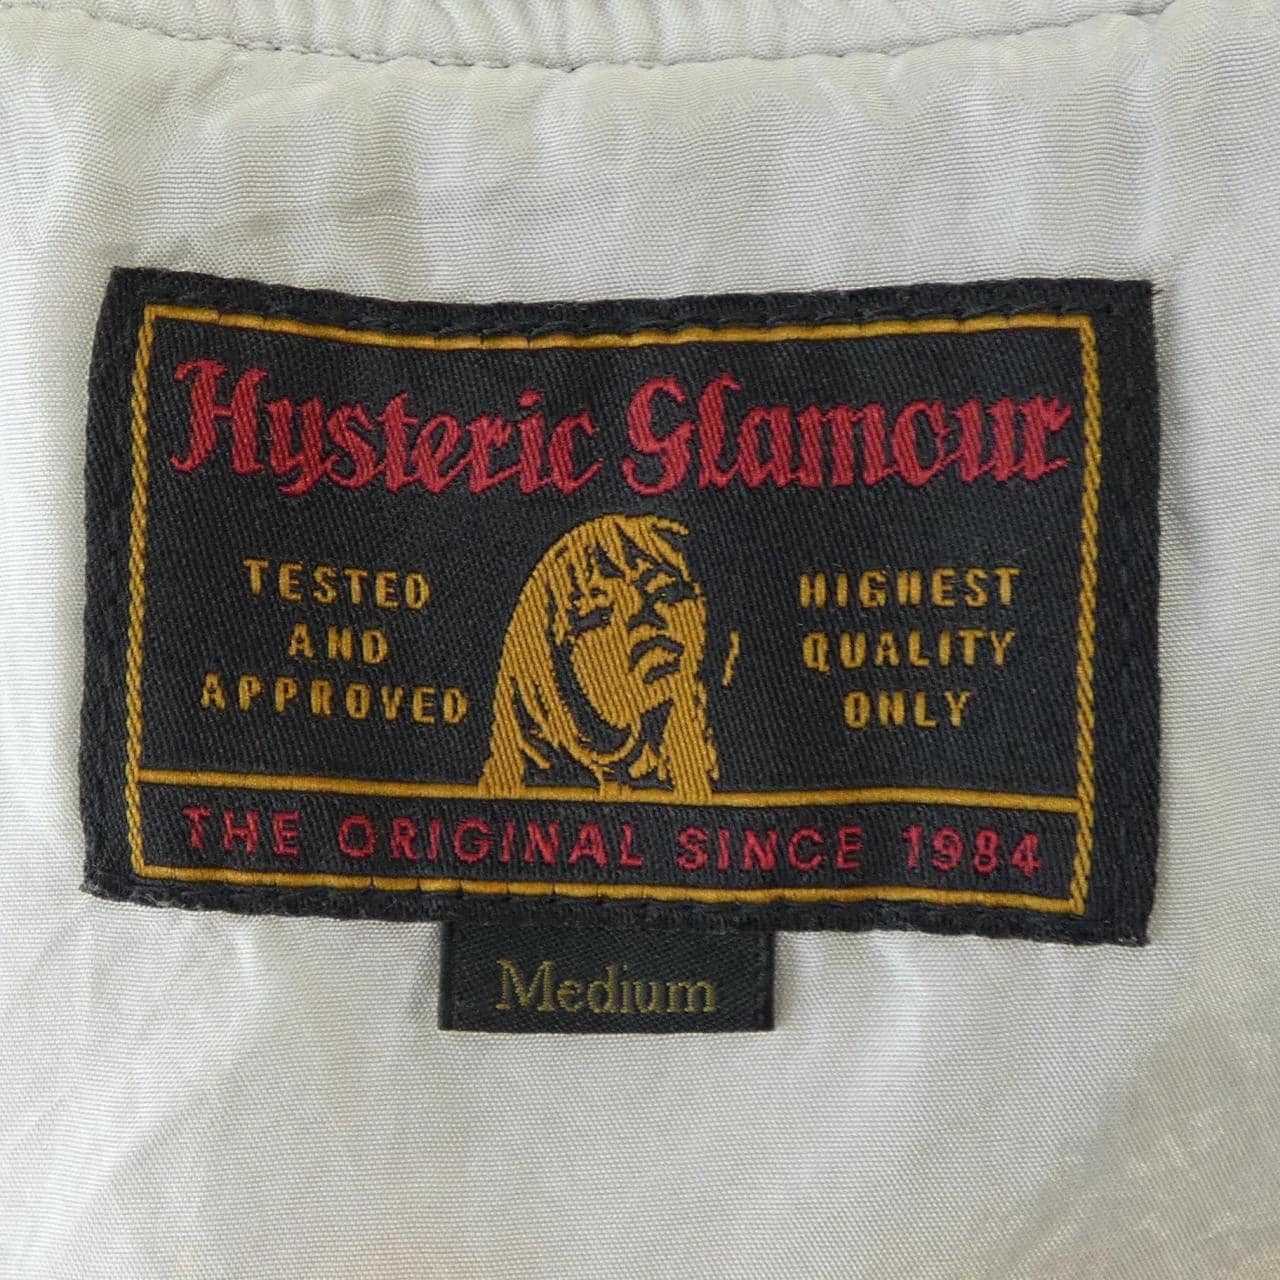 Hysteric Glamour
TESTED
AND
APPROVED
HIGHEST
QUALITY
ONLY
THE ORIGINAL SINCE 1984
Medium